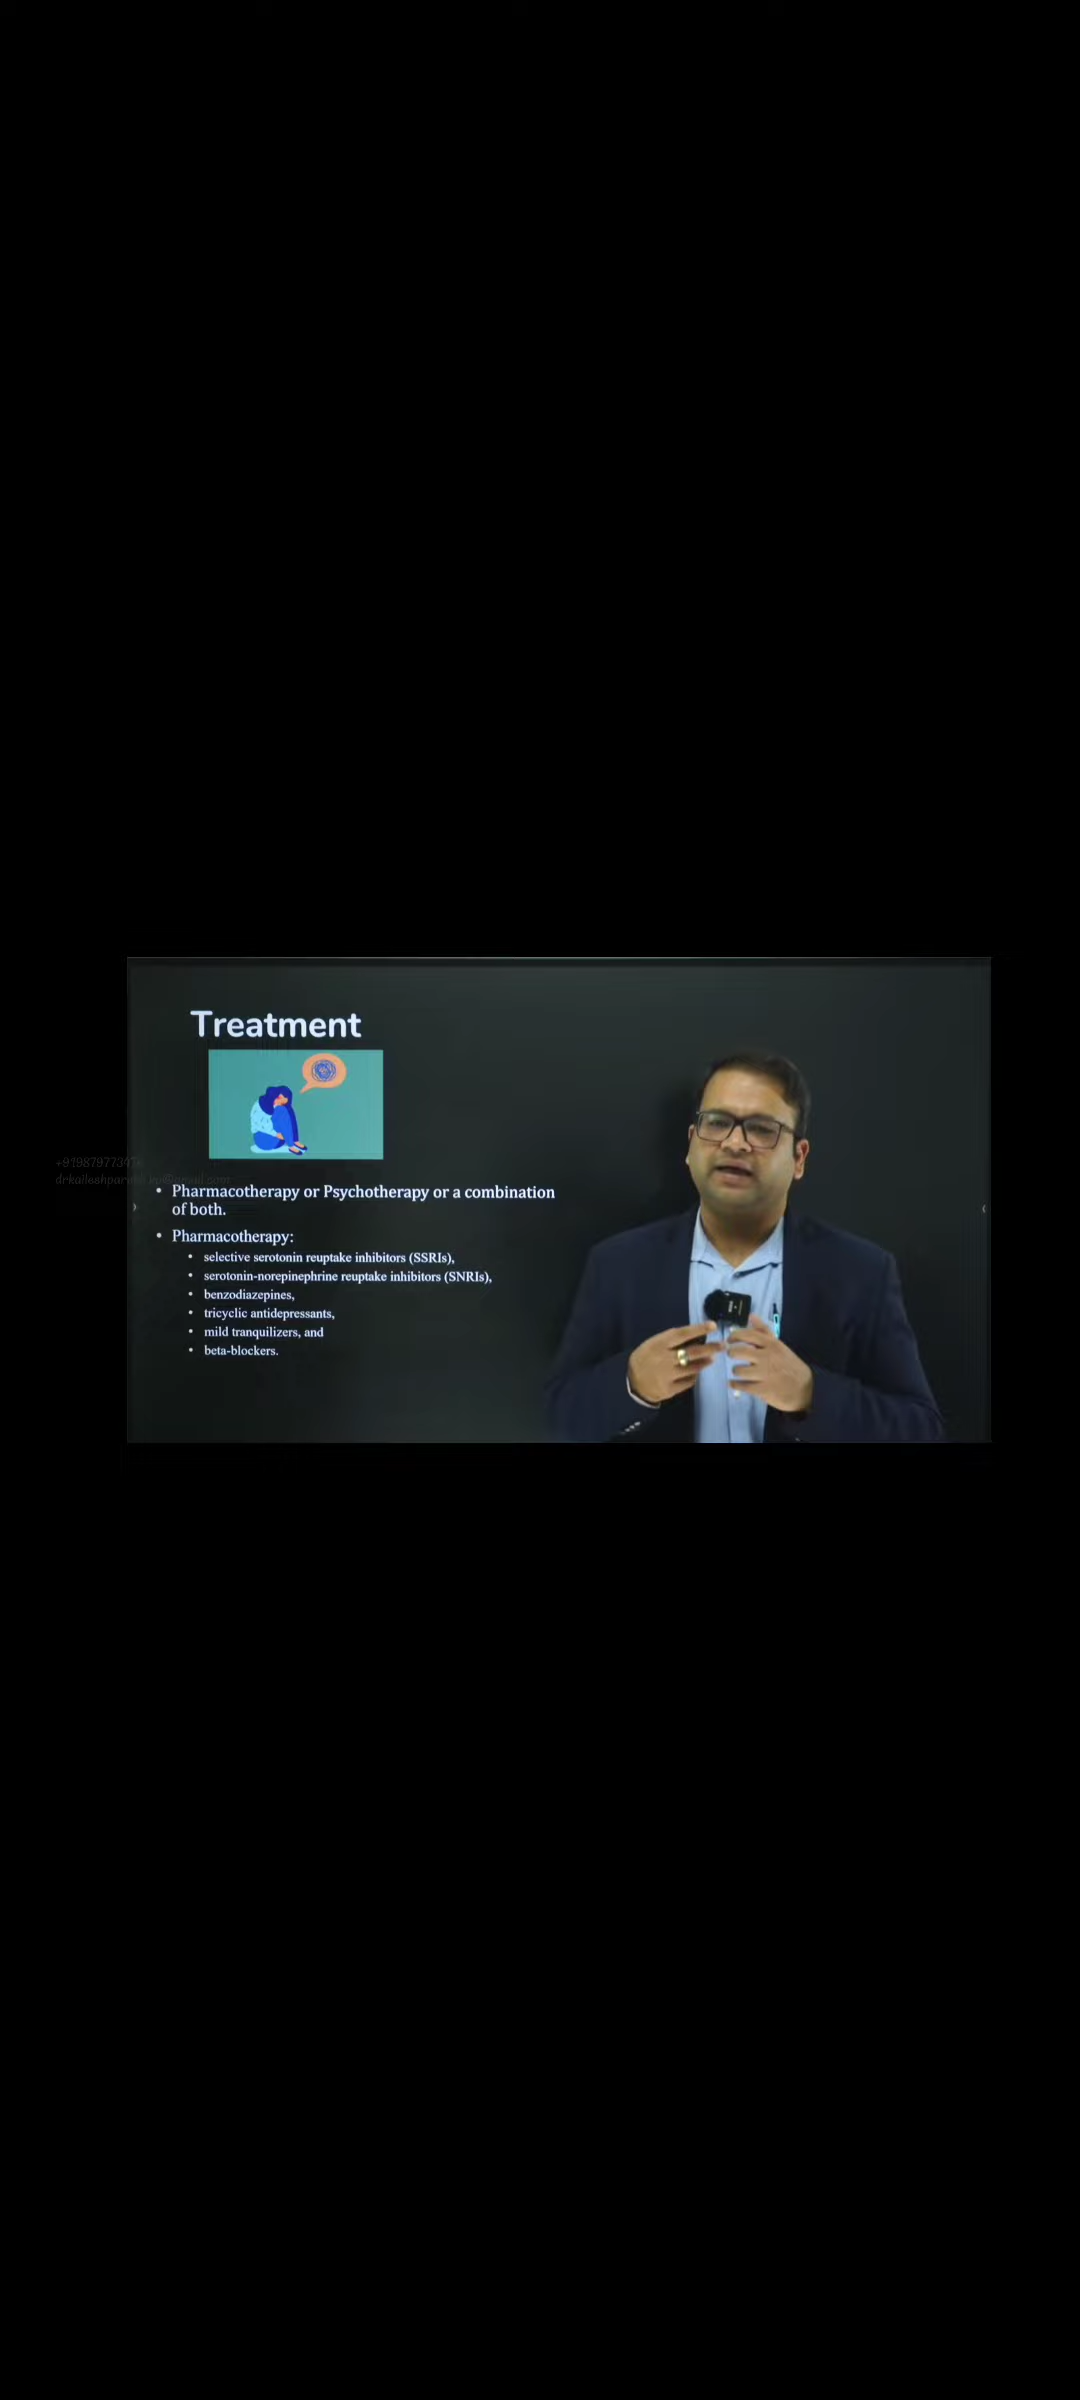 Treatment
• Pharmacotherapy or Psychotherapy or a combination
of both.
• Pharmacotherapy:
• selective serotonin reuptake inhibitors (SSRIs),
• serotonin-norepinephrine reuptake inhibitors (SNRIs),
• benzodiazepines,
• tricyclic antidepressants,
• mild tranquilizers, and
• beta-blockers.